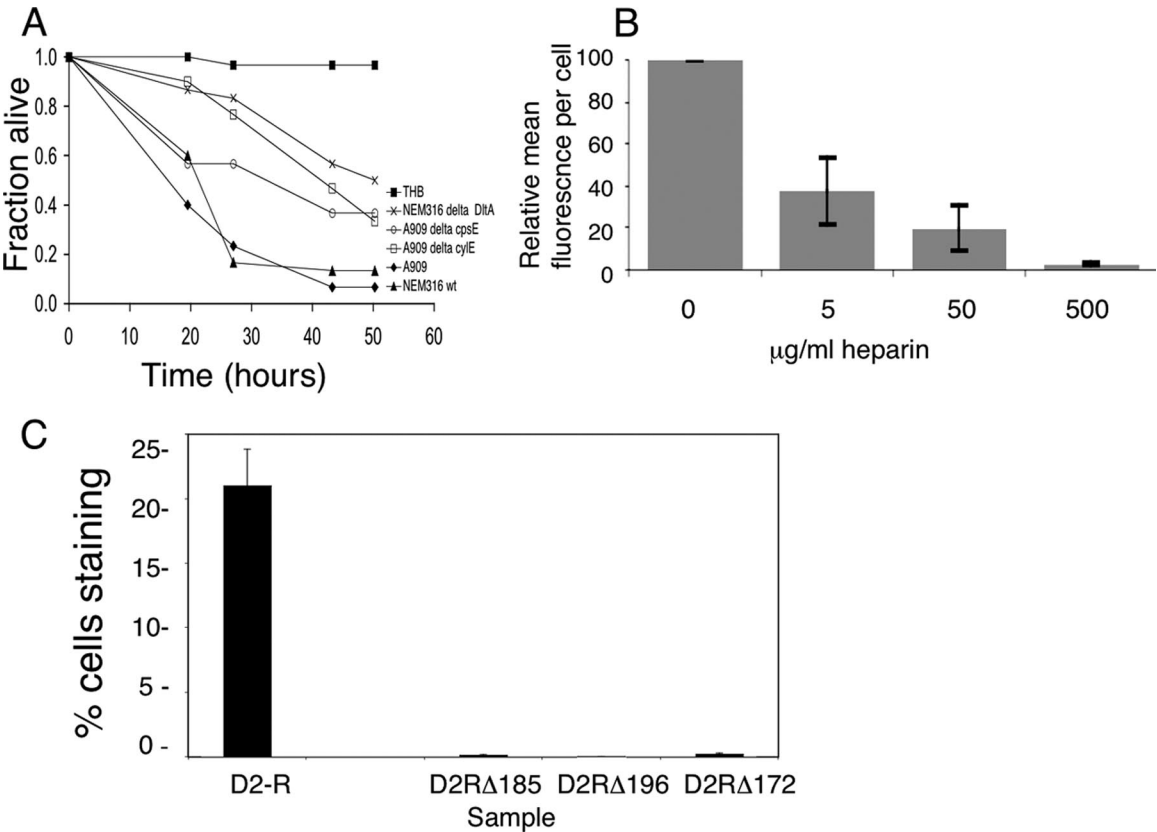 A
Fraction alive
1.0
0.8
0.6
0.4
0.2
0.0
0 10 20 30 40 50 60
Time (hours)
THB
NEM316 delta DltA
A909 delta cpsE
A909 delta cylE
A909
NEM316 wt
B
Relative mean
fluorescnce per cell
100
80
60
40
20
0
0 5 50 500
μg/ml heparin
C
% cells staining
25-
20-
15-
10-
5 -
0 -
D2-R D2RΔ185 D2RΔ196 D2RΔ172
Sample